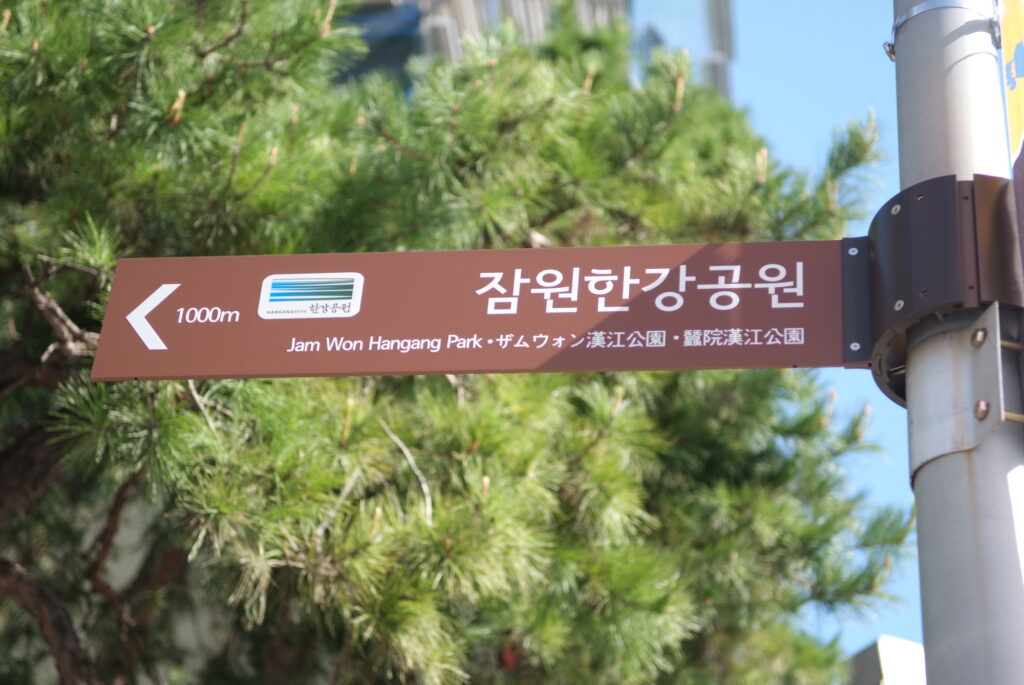 1000m
HANGANGPARK 한강공원
잠원한강공원
Jam Won Hangang Park・ザムウォン漢江公園・蠶院漢江公園